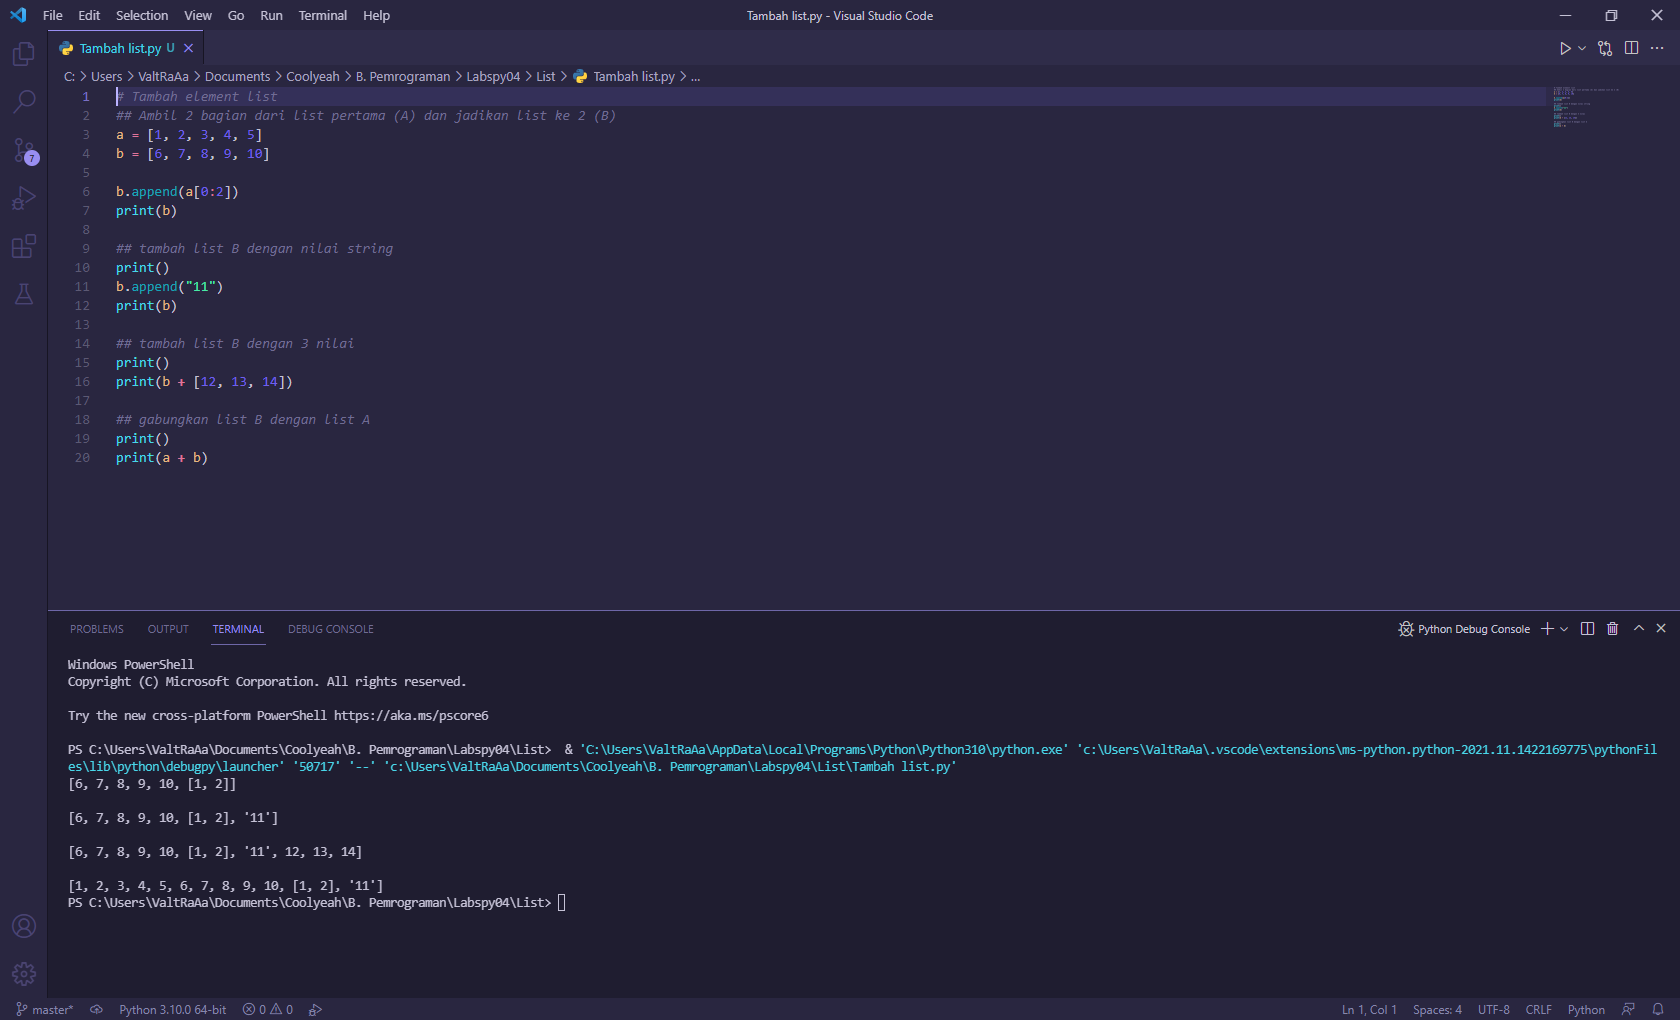 File Edit Selection View Go Run Terminal Help
Tambah list.py - Visual Studio Code
Tambah list.py U
C: > Users > ValtRaAa > Documents > Coolyeah > B. Pemrograman > Labspy04 > List > Tambah list.py > ...
1 # Tambah element list
2 ## Ambil 2 bagian dari list pertama (A) dan jadikan list ke 2 (B)
3 a = [1, 2, 3, 4, 5]
4 b = [6, 7, 8, 9, 10]
5
6 b.append(a[0:2])
7 print(b)
8
9 ## tambah list B dengan nilai string
10 print()
11 b.append("11")
12 print(b)
13
14 ## tambah list B dengan 3 nilai
15 print()
16 print(b + [12, 13, 14])
17
18 ## gabungkan list B dengan list A
19 print()
20 print(a + b)
7
PROBLEMS OUTPUT TERMINAL DEBUG CONSOLE
Python Debug Console
Windows PowerShell
Copyright (C) Microsoft Corporation. All rights reserved.
Try the new cross-platform PowerShell https://aka.ms/pscore6
PS C:\Users\ValtRaAa\Documents\Coolyeah\B. Pemrograman\Labspy04\List>  & 'C:\Users\ValtRaAa\AppData\Local\Programs\Python\Python310\python.exe' 'c:\Users\ValtRaAa\.vscode\extensions\ms-python.python-2021.11.1422169775\pythonFil
es\lib\python\debugpy\launcher' '50717' '--' 'c:\Users\ValtRaAa\Documents\Coolyeah\B. Pemrograman\Labspy04\List\Tambah list.py'
[6, 7, 8, 9, 10, [1, 2]]
[6, 7, 8, 9, 10, [1, 2], '11']
[6, 7, 8, 9, 10, [1, 2], '11', 12, 13, 14]
[1, 2, 3, 4, 5, 6, 7, 8, 9, 10, [1, 2], '11']
PS C:\Users\ValtRaAa\Documents\Coolyeah\B. Pemrograman\Labspy04\List>
master* Python 3.10.0 64-bit 0 0
Ln 1, Col 1 Spaces: 4 UTF-8 CRLF Python